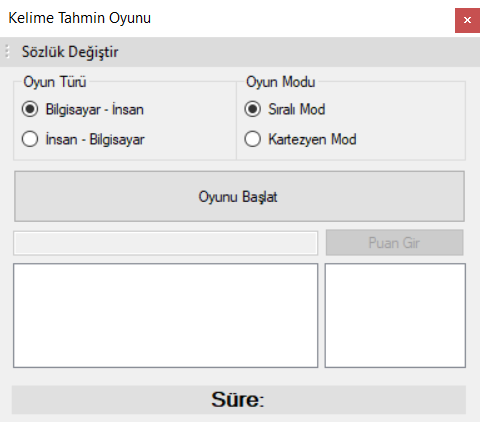 Kelime Tahmin Oyunu
Sözlük Değiştir
Oyun Türü
Oyun Modu
Bilgisayar - İnsan
Sıralı Mod
İnsan - Bilgisayar
Kartezyen Mod
Oyunu Başlat
Puan Gir
Süre: